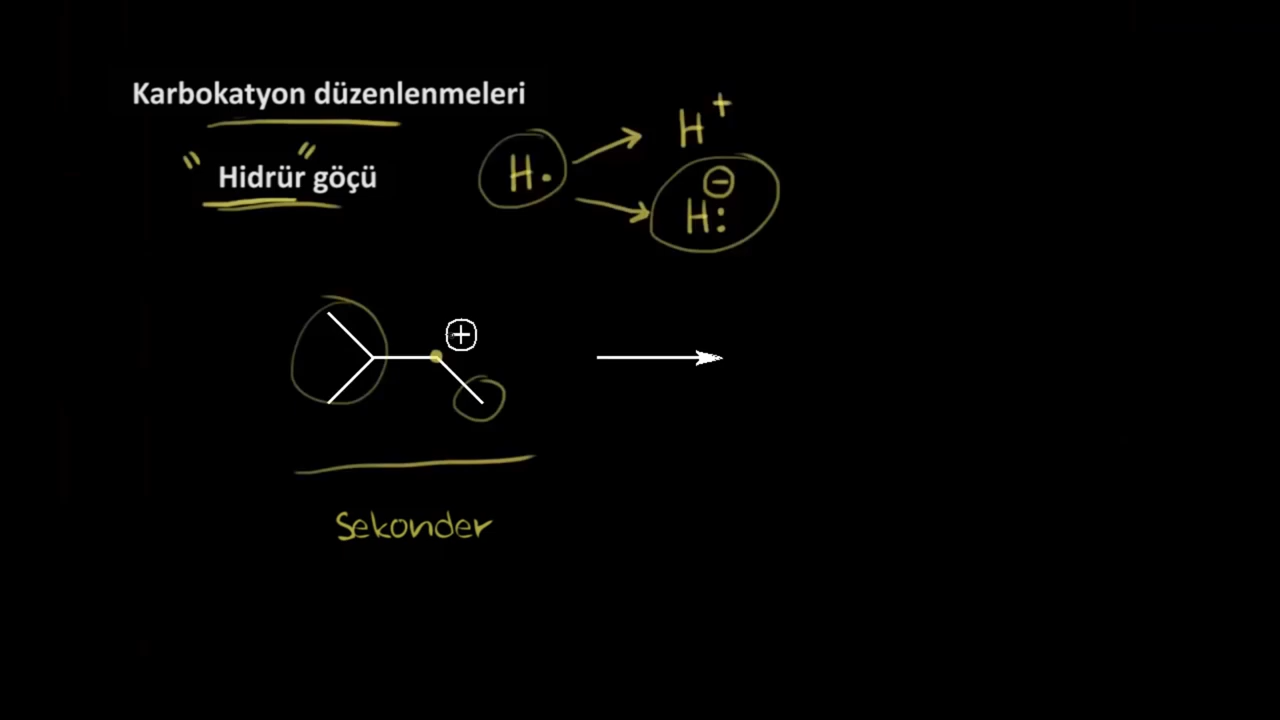 Karbokatyon düzenlenmeleri
"Hidrür" göçü
H· H+
H:⊖
⊕
Sekonder